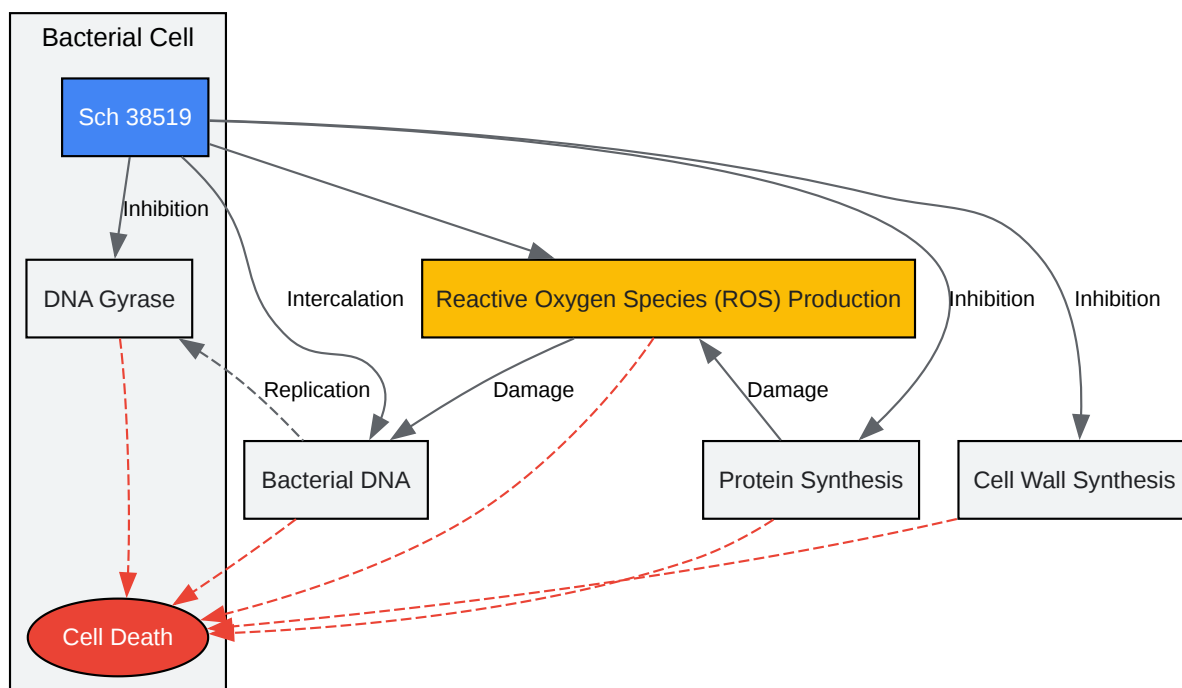 Bacterial Cell
Sch 38519
Inhibition
DNA Gyrase
Intercalation
Reactive Oxygen Species (ROS) Production
Inhibition
Inhibition
Replication
Damage
Damage
Bacterial DNA
Protein Synthesis
Cell Wall Synthesis
Cell Death